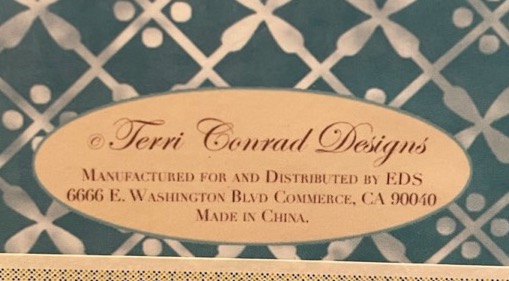 © Terri Conrad Designs
Manufactured for and Distributed by EDS
6666 E. Washington Blvd Commerce, CA 90040
Made in China.